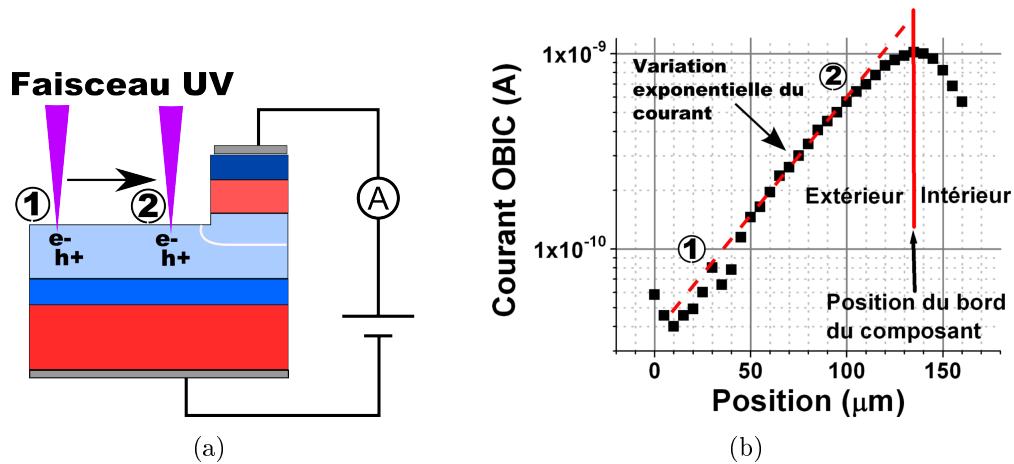 Faisceau UV
1
2
e-
h+
e-
h+
A
(a)
Courant OBIC (A)
1x10⁻⁹
1x10⁻¹⁰
Variation
exponentielle du
courant
2
1
Extérieur
Intérieur
Position du bord
du composant
0
50
100
150
Position (μm)
(b)